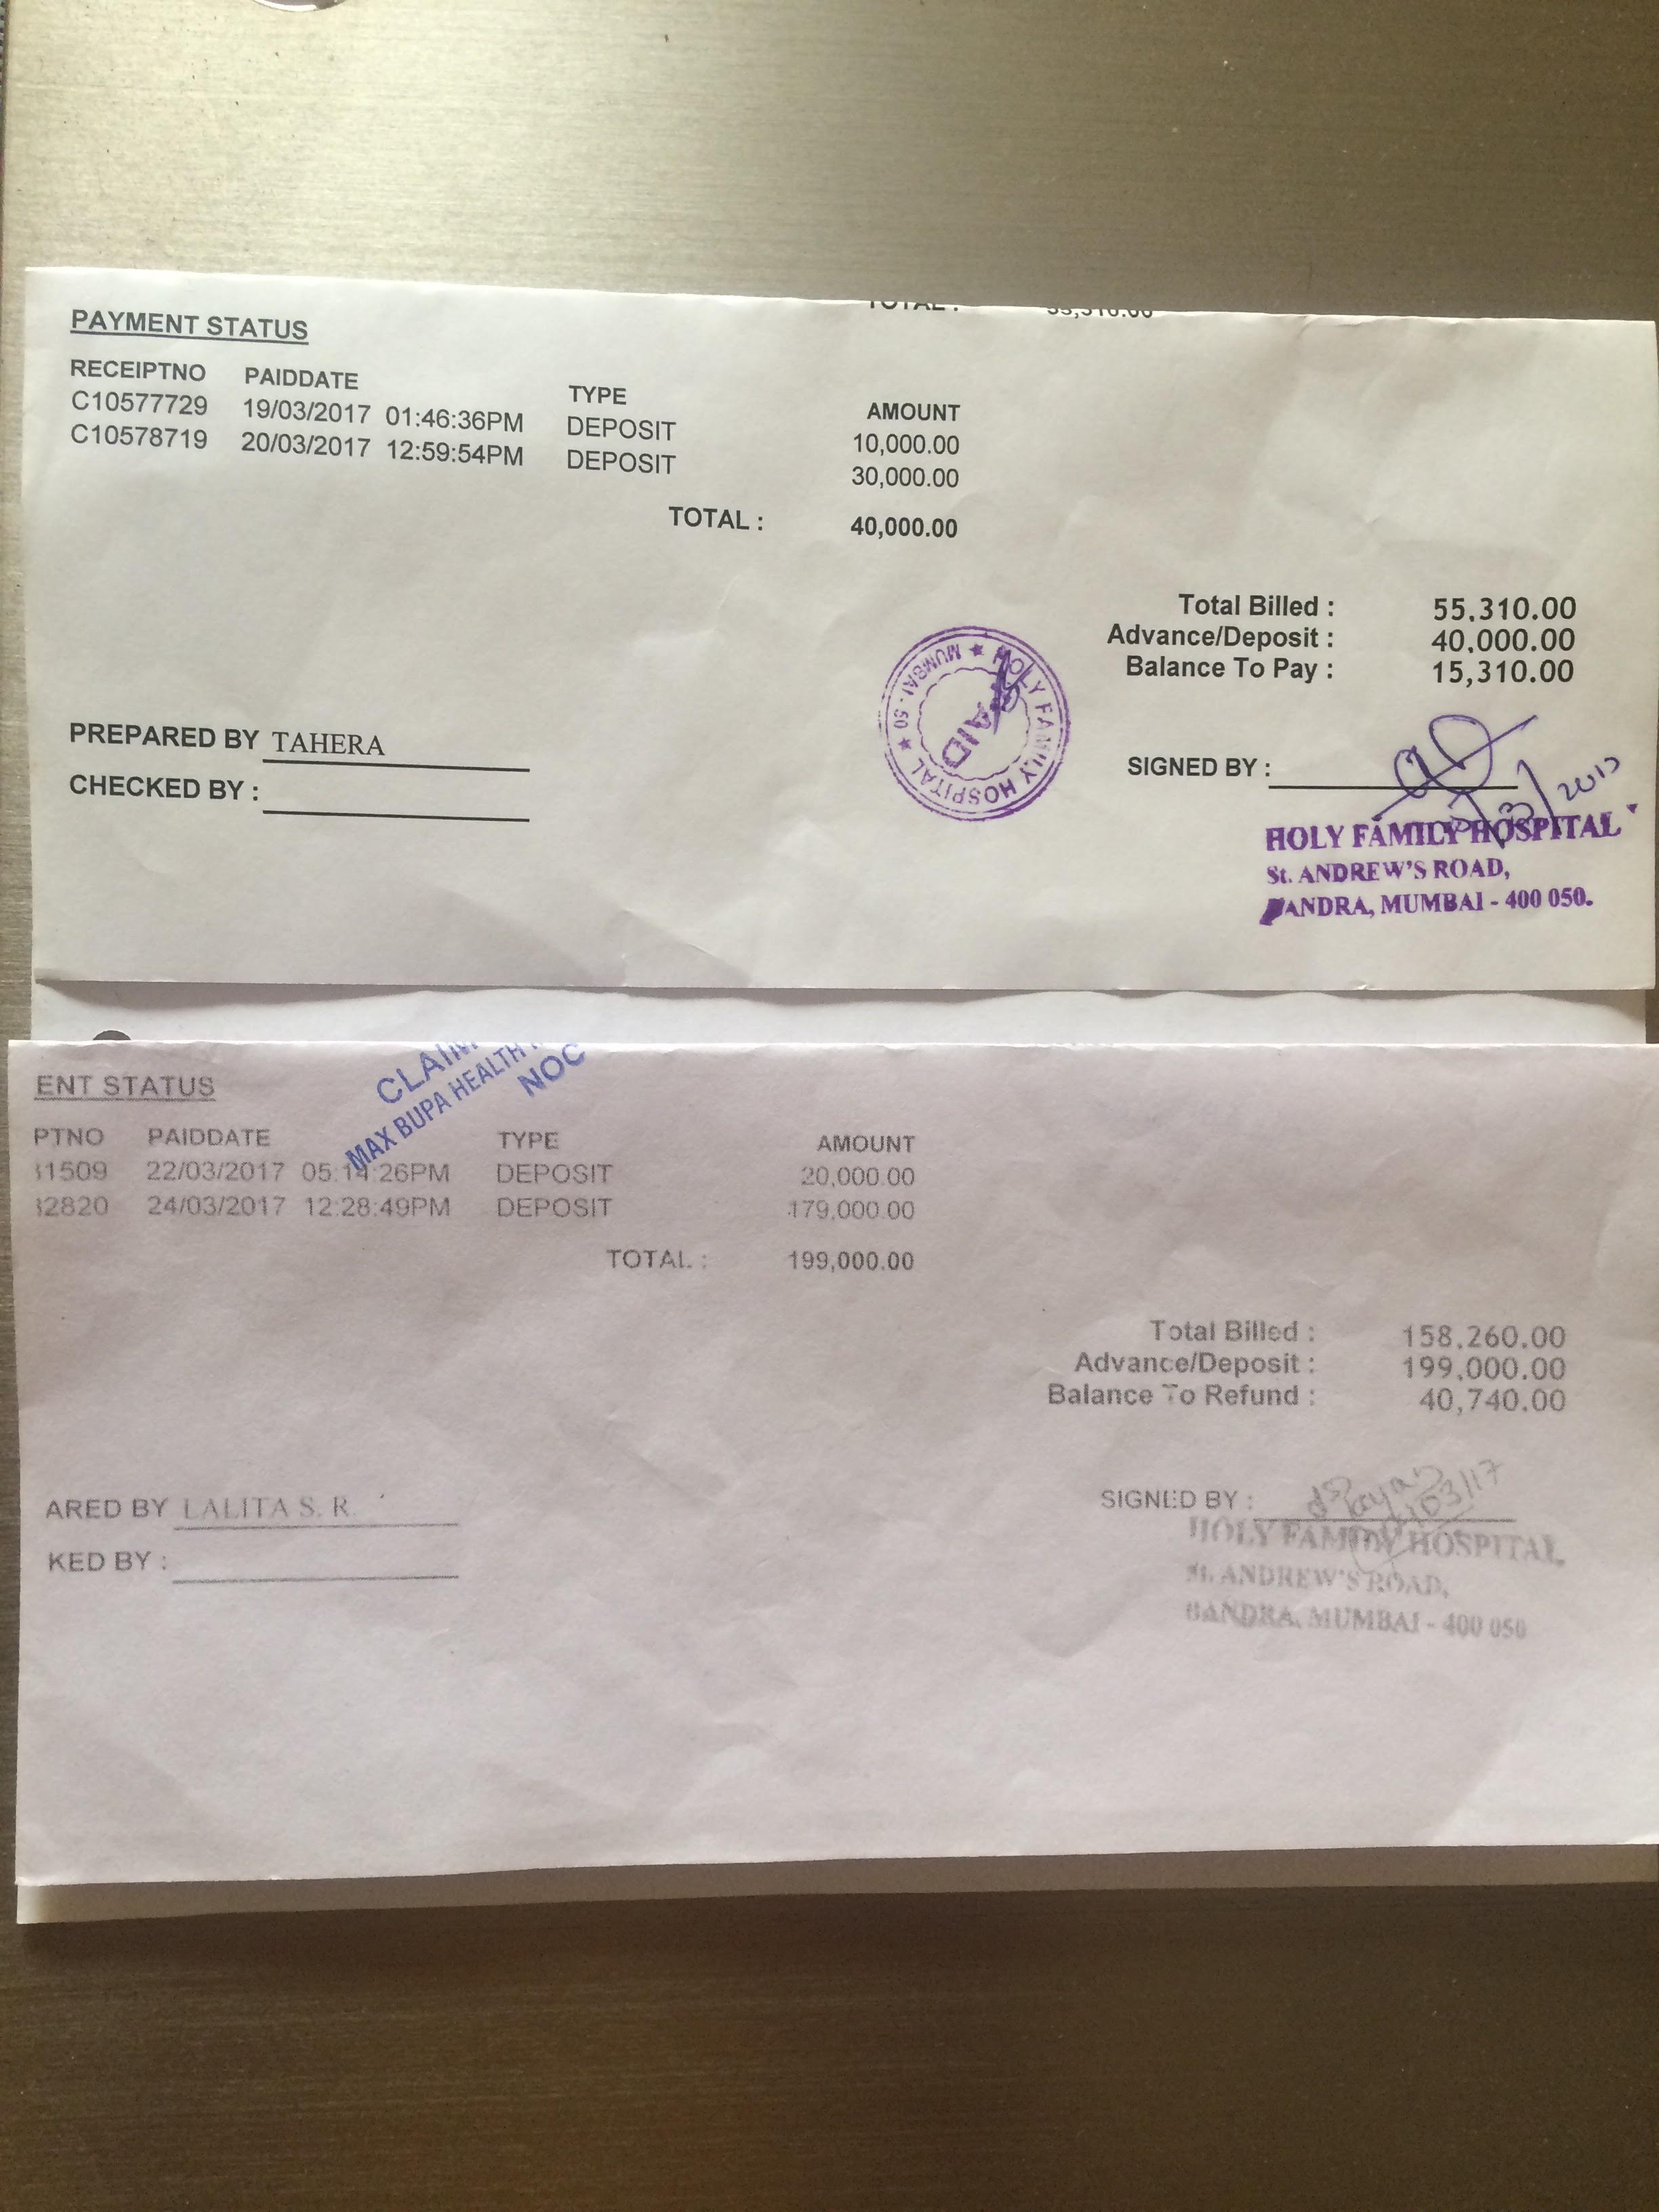 TOTAL : 55,310.00
PAYMENT STATUS
RECEIPTNO PAIDDATE TYPE AMOUNT
C10577729 19/03/2017 01:46:36PM DEPOSIT 10,000.00
C10578719 20/03/2017 12:59:54PM DEPOSIT 30,000.00
TOTAL : 40,000.00
Total Billed : 55,310.00
Advance/Deposit : 40,000.00
Balance To Pay : 15,310.00
HOLY FAMILY HOSPITAL ★ MUMBAI - 50 ★
PAID
PREPARED BY TAHERA
CHECKED BY :
SIGNED BY :
HOLY FAMILY HOSPITAL
St. ANDREW'S ROAD,
BANDRA, MUMBAI - 400 050.
CLAIM
MAX BUPA HEALTH
NOC
ENT STATUS
PTNO PAIDDATE TYPE AMOUNT
1509 22/03/2017 05:14:26PM DEPOSIT 20,000.00
2820 24/03/2017 12:28:49PM DEPOSIT 179,000.00
TOTAL : 199,000.00
Total Billed : 158,260.00
Advance/Deposit : 199,000.00
Balance To Refund : 40,740.00
ARED BY LALITA S. R.
KED BY :
SIGNED BY :
HOLY FAMILY HOSPITAL,
St. ANDREW'S ROAD,
BANDRA, MUMBAI - 400 050